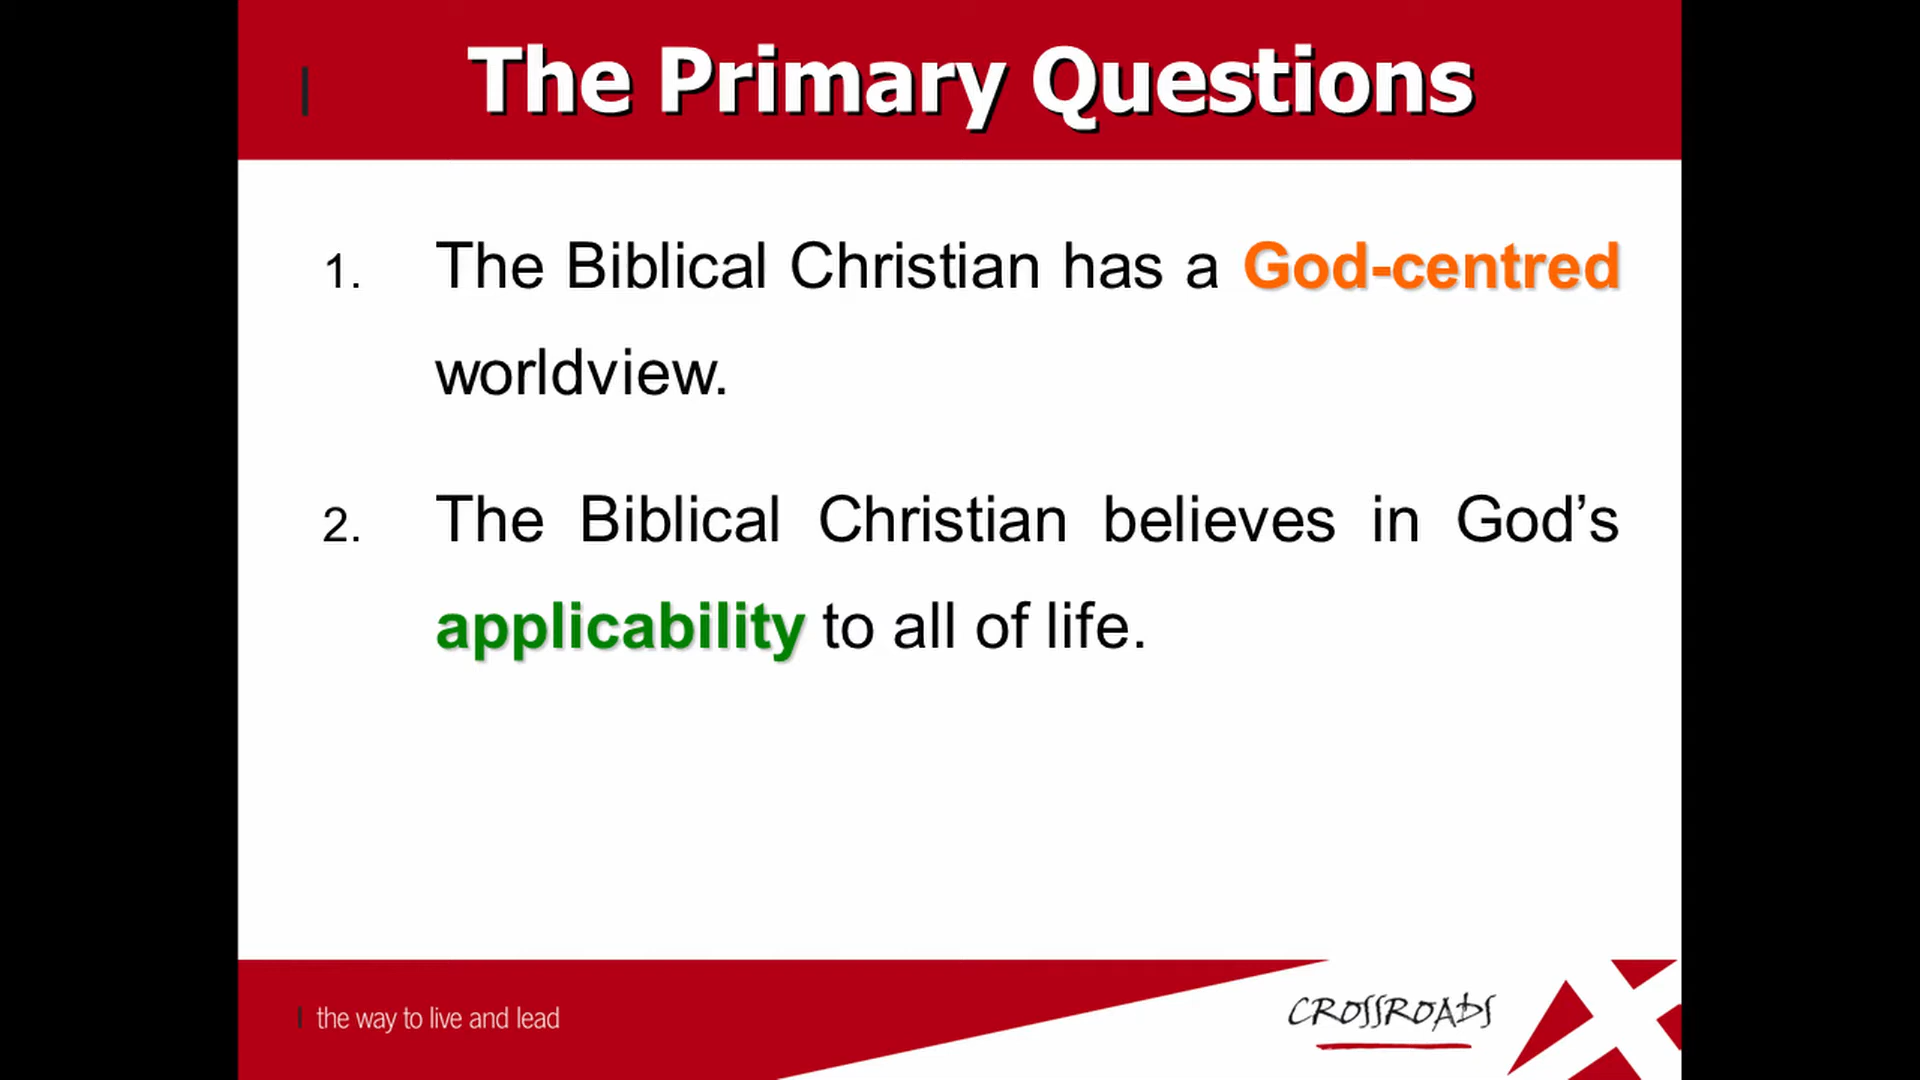 The Primary Questions
1. The Biblical Christian has a God-centred
worldview.
2. The Biblical Christian believes in God’s
applicability to all of life.
the way to live and lead
CROSSROADS